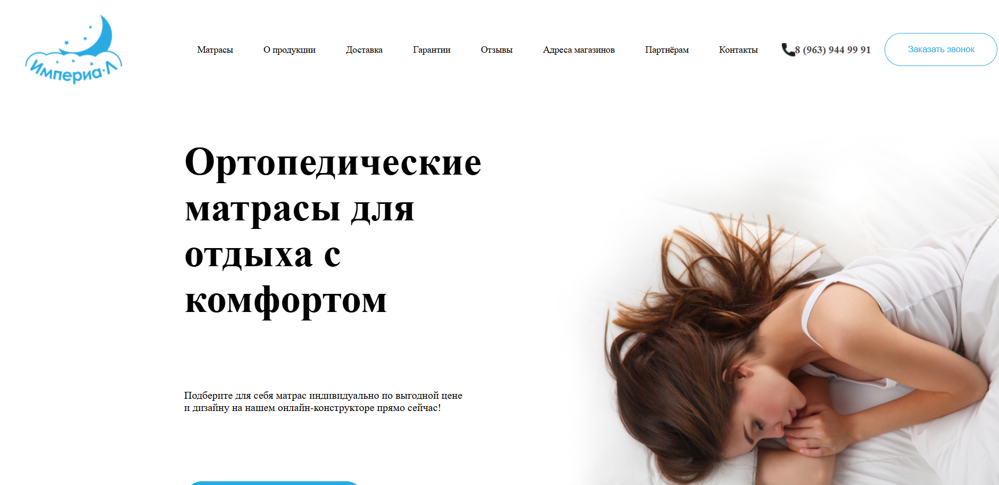 Империа·Л
Матрасы
О продукции
Доставка
Гарантии
Отзывы
Адреса магазинов
Партнёрам
Контакты
8 (963) 944 99 91
Заказать звонок
Ортопедические
матрасы для
отдыха с
комфортом
Подберите для себя матрас индивидуально по выгодной цене
и дизайну на нашем онлайн-конструкторе прямо сейчас!